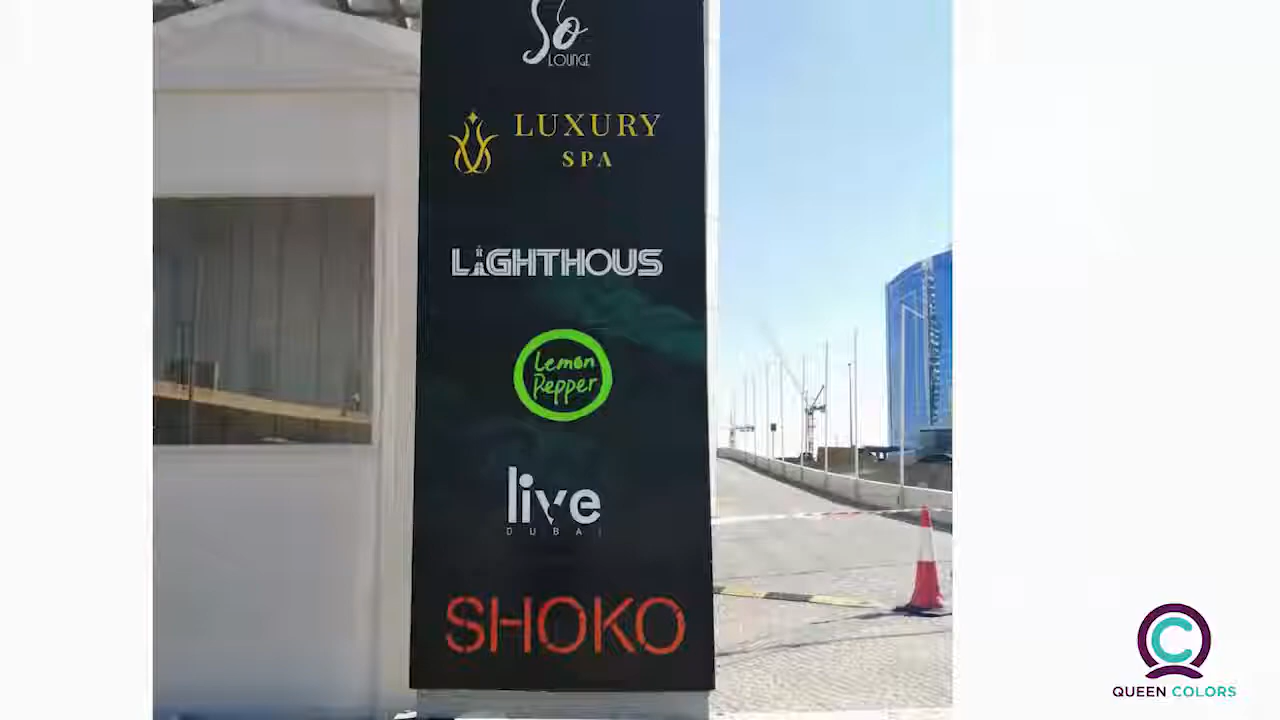 So
LOUNGE
LUXURY
SPA
LIGHTHOUS
Lemon
Pepper
live
DUBAI
SHOKO
QUEEN COLORS